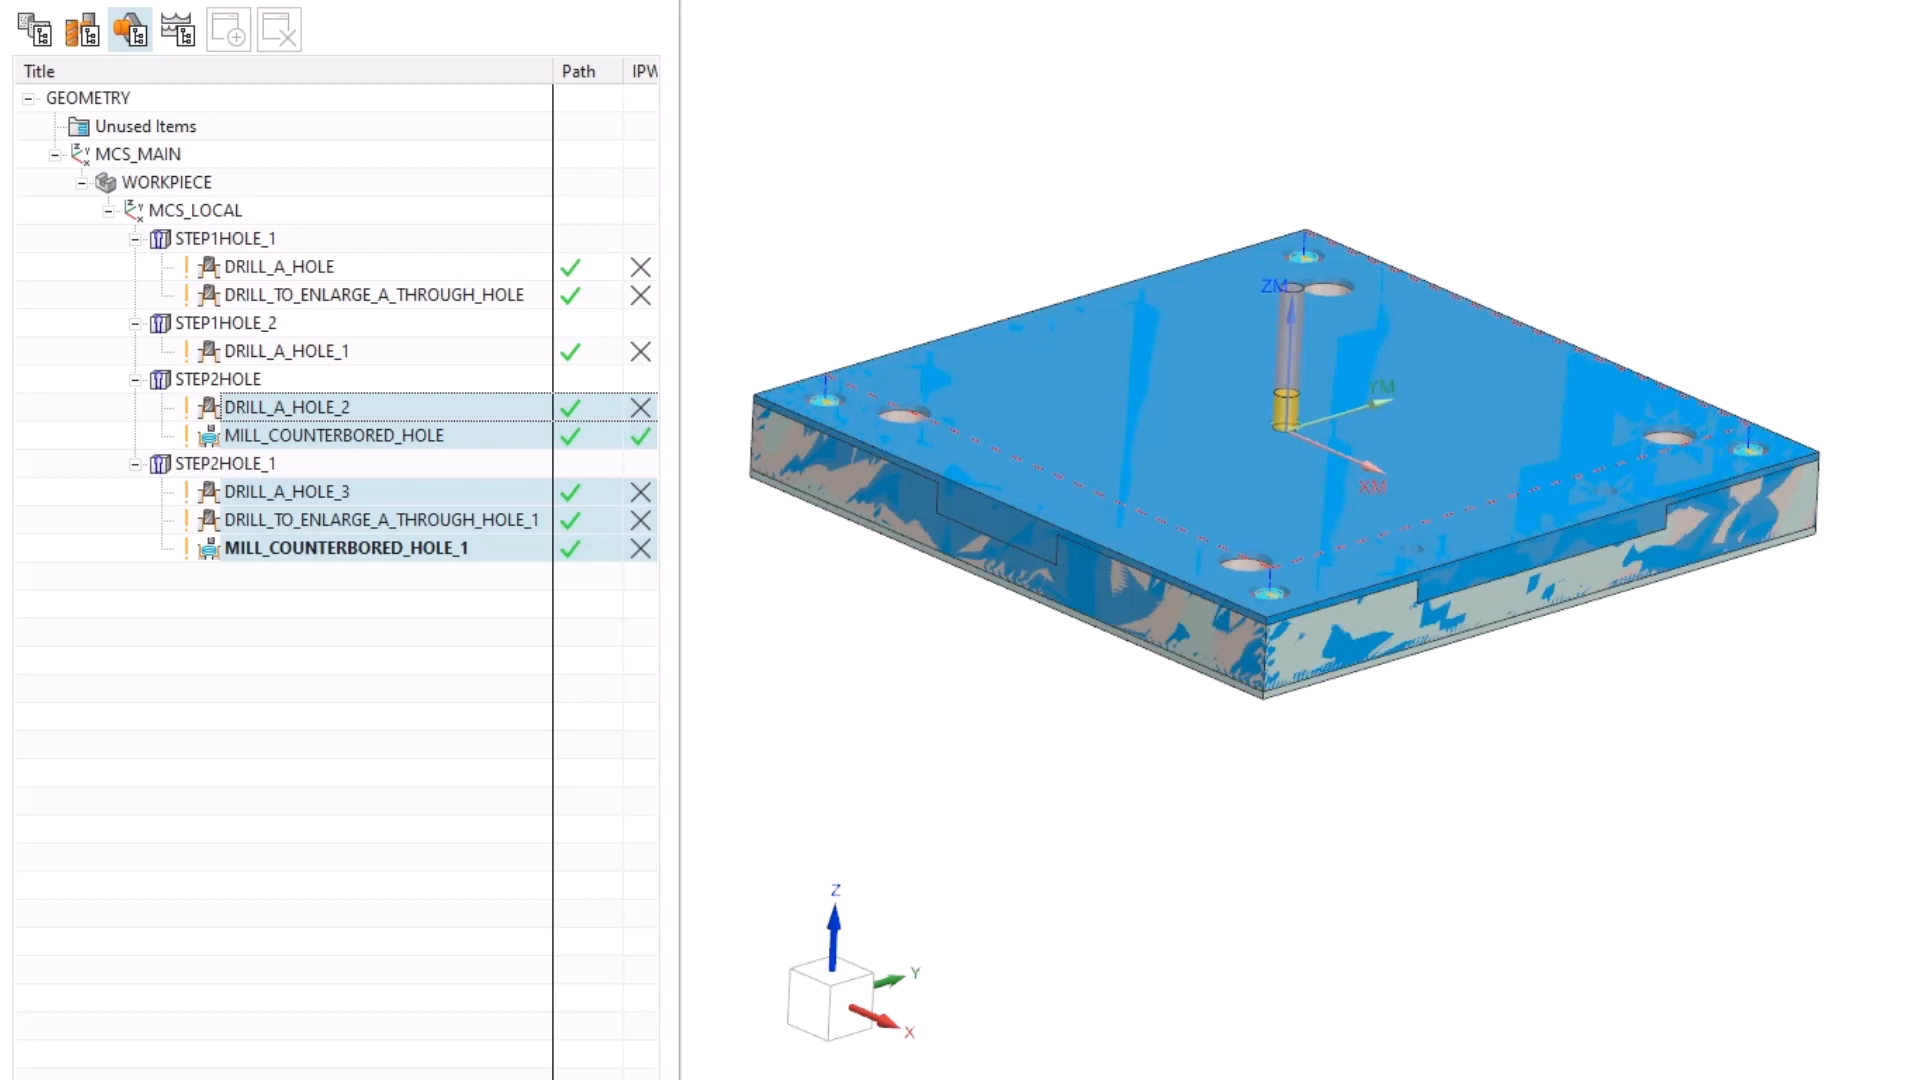 Title Path IPW
GEOMETRY
Unused Items
MCS_MAIN
WORKPIECE
MCS_LOCAL
STEP1HOLE_1
DRILL_A_HOLE
DRILL_TO_ENLARGE_A_THROUGH_HOLE
STEP1HOLE_2
DRILL_A_HOLE_1
STEP2HOLE
DRILL_A_HOLE_2
MILL_COUNTERBORED_HOLE
STEP2HOLE_1
DRILL_A_HOLE_3
DRILL_TO_ENLARGE_A_THROUGH_HOLE_1
MILL_COUNTERBORED_HOLE_1
ZM
YM
XM
Z
Y
X